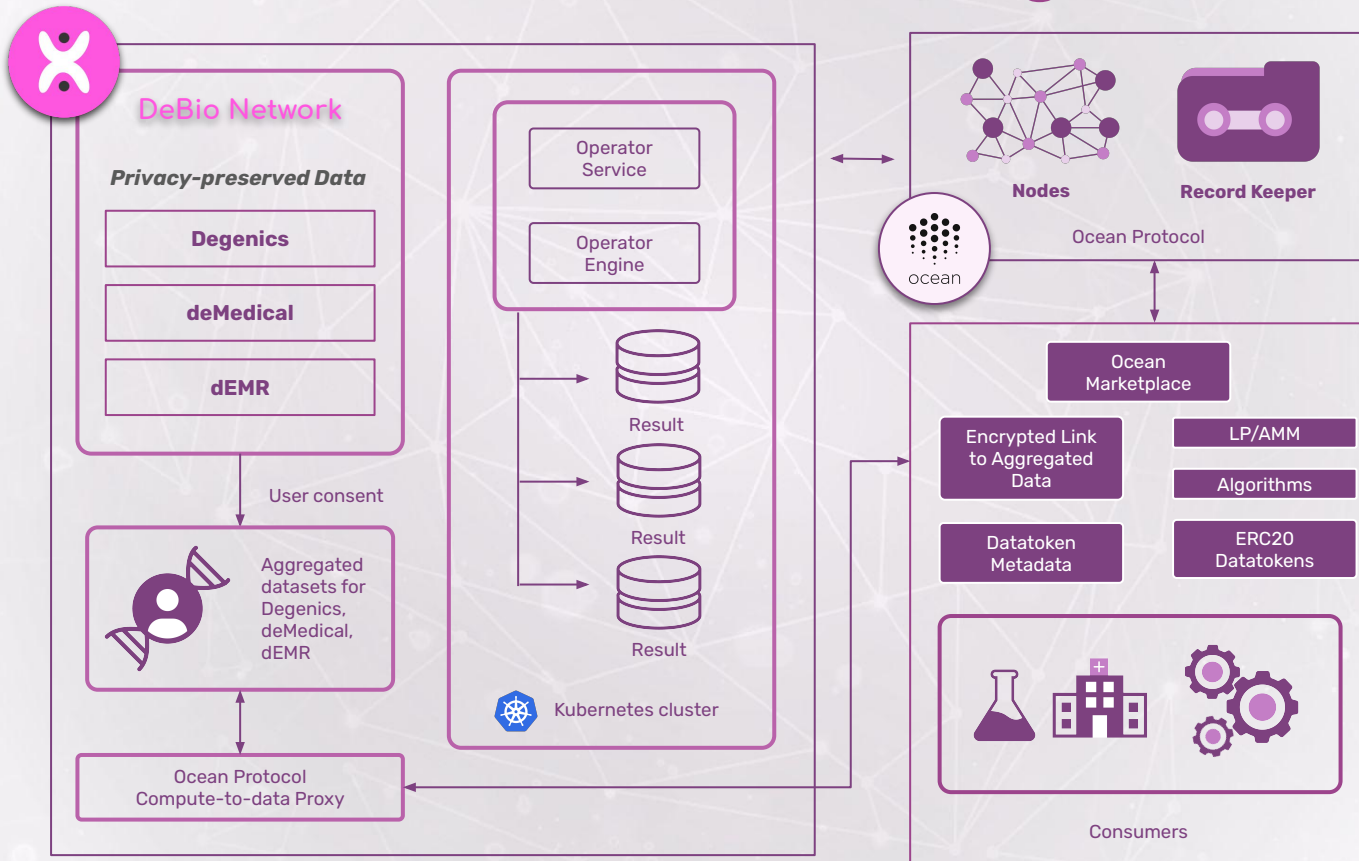 DeBio Network
Privacy-preserved Data
Degenics
deMedical
dEMR
User consent
Aggregated
datasets for
Degenics,
deMedical,
dEMR
Ocean Protocol
Compute-to-data Proxy
Operator
Service
Operator
Engine
Result
Result
Result
Kubernetes cluster
Nodes
Record Keeper
Ocean Protocol
ocean
Ocean
Marketplace
Encrypted Link
to Aggregated
Data
LP/AMM
Algorithms
Datatoken
Metadata
ERC20
Datatokens
Consumers